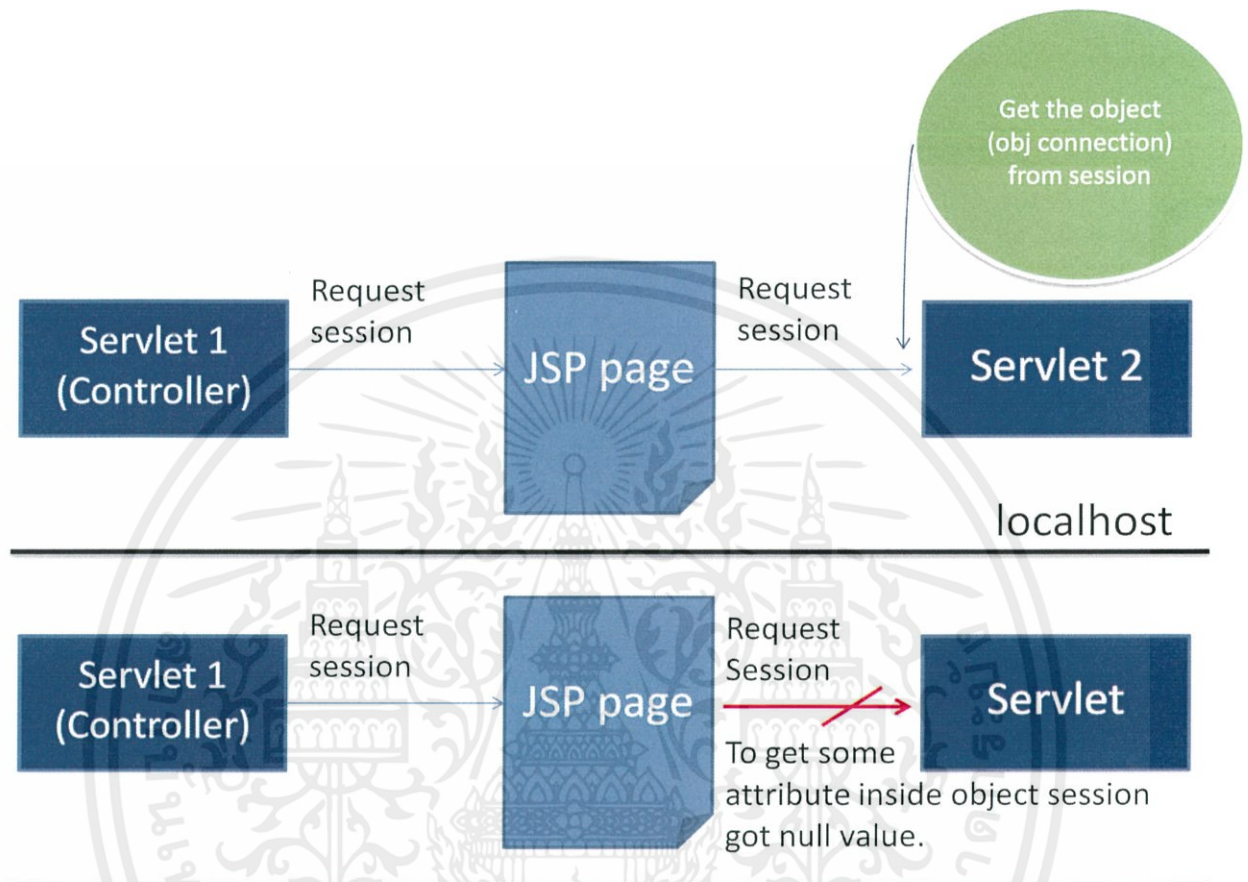 Get the object
(obj connection)
from session
Request
session
Request
session
Servlet 1
(Controller)
JSP page
Servlet 2
localhost
Request
session
Request
Session
Servlet 1
(Controller)
JSP page
Servlet
To get some
attribute inside object session
got null value.